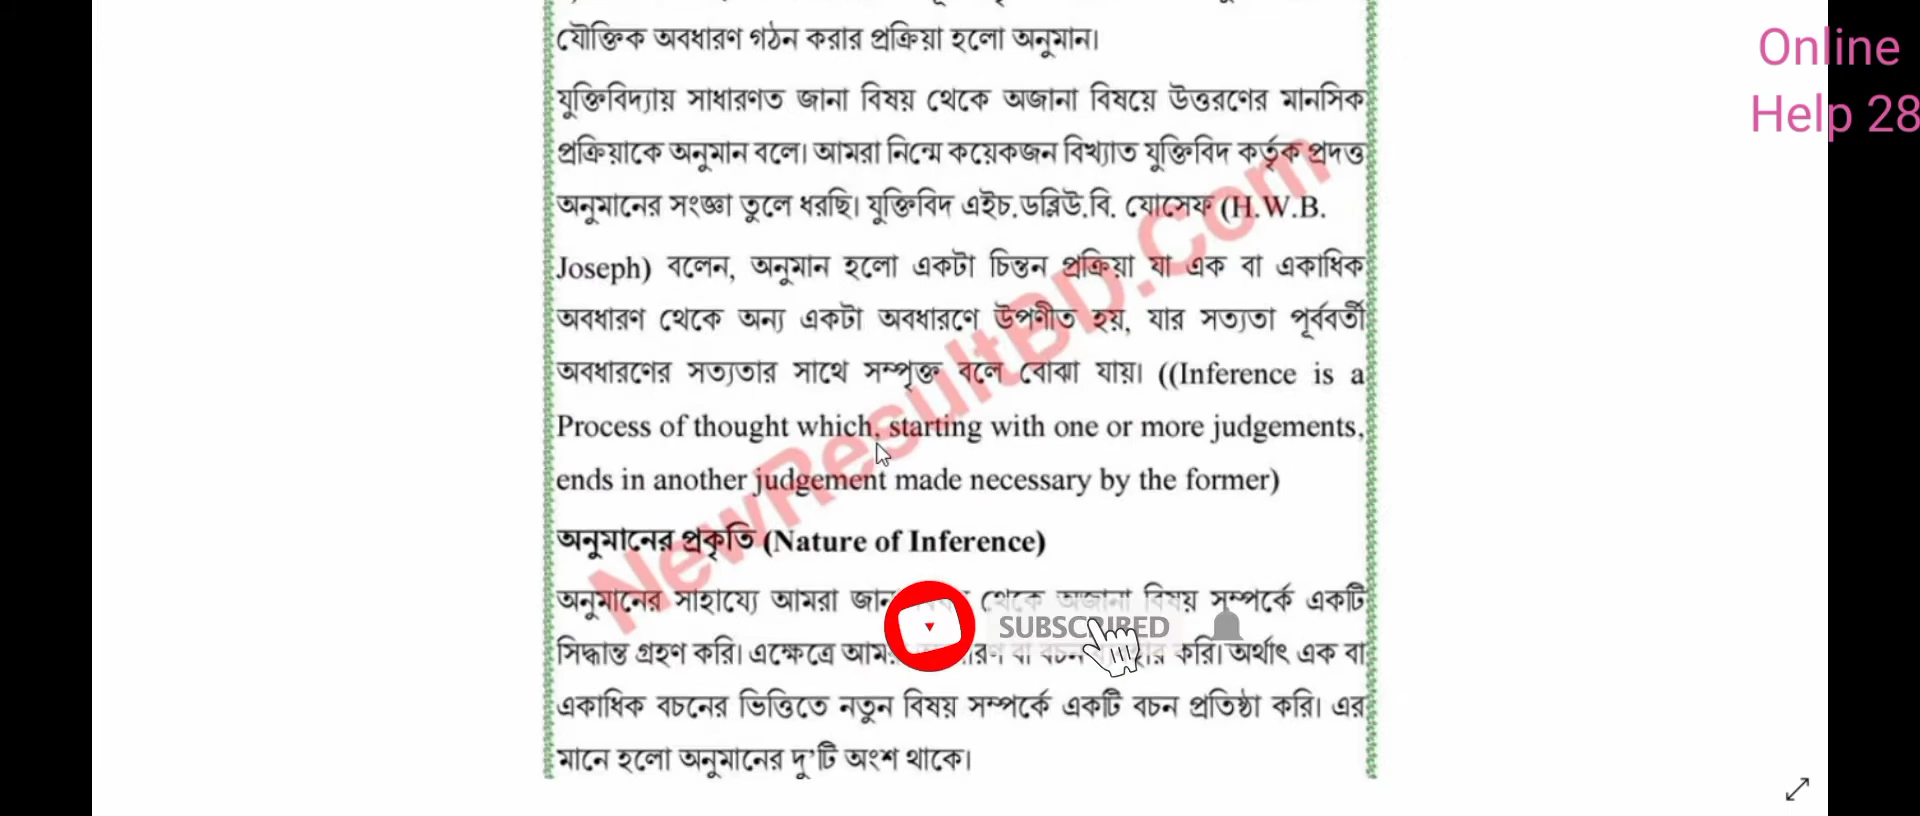 যৌক্তিক অবধারণ গঠন করার প্রক্রিয়া হলো অনুমান।
যুক্তিবিদ্যায় সাধারণত জানা বিষয় থেকে অজানা বিষয়ে উত্তরণের মানসিক
প্রক্রিয়াকে অনুমান বলে। আমরা নিম্মে কয়েকজন বিখ্যাত যুক্তিবিদ কর্তৃক প্রদত্ত
অনুমানের সংজ্ঞা তুলে ধরছি। যুক্তিবিদ এইচ.ডব্লিউ.বি. যোসেফ (H.W.B.
Joseph) বলেন, অনুমান হলো একটা চিন্তন প্রক্রিয়া যা এক বা একাধিক
অবধারণ থেকে অন্য একটা অবধারণে উপণীত হয়, যার সত্যতা পূর্ববর্তী
অবধারণের সত্যতার সাথে সম্পৃক্ত বলে বোঝা যায়। ((Inference is a
Process of thought which, starting with one or more judgements,
ends in another judgement made necessary by the former)
অনুমানের প্রকৃতি (Nature of Inference)
অনুমানের সাহায্যে আমরা থেকে অজানা বিষয় সম্পর্কে একটি
সিদ্ধান্ত গ্রহণ করি। এক্ষেত্রে বা বচন করি। অর্থাৎ এক বা
একাধিক বচনের ভিত্তিতে নতুন বিষয় সম্পর্কে একটি বচন প্রতিষ্ঠা করি। এর
মানে হলো অনুমানের দু'টি অংশ থাকে।
NewResultBD.Com
SUBSCRIBED
Online
Help 28